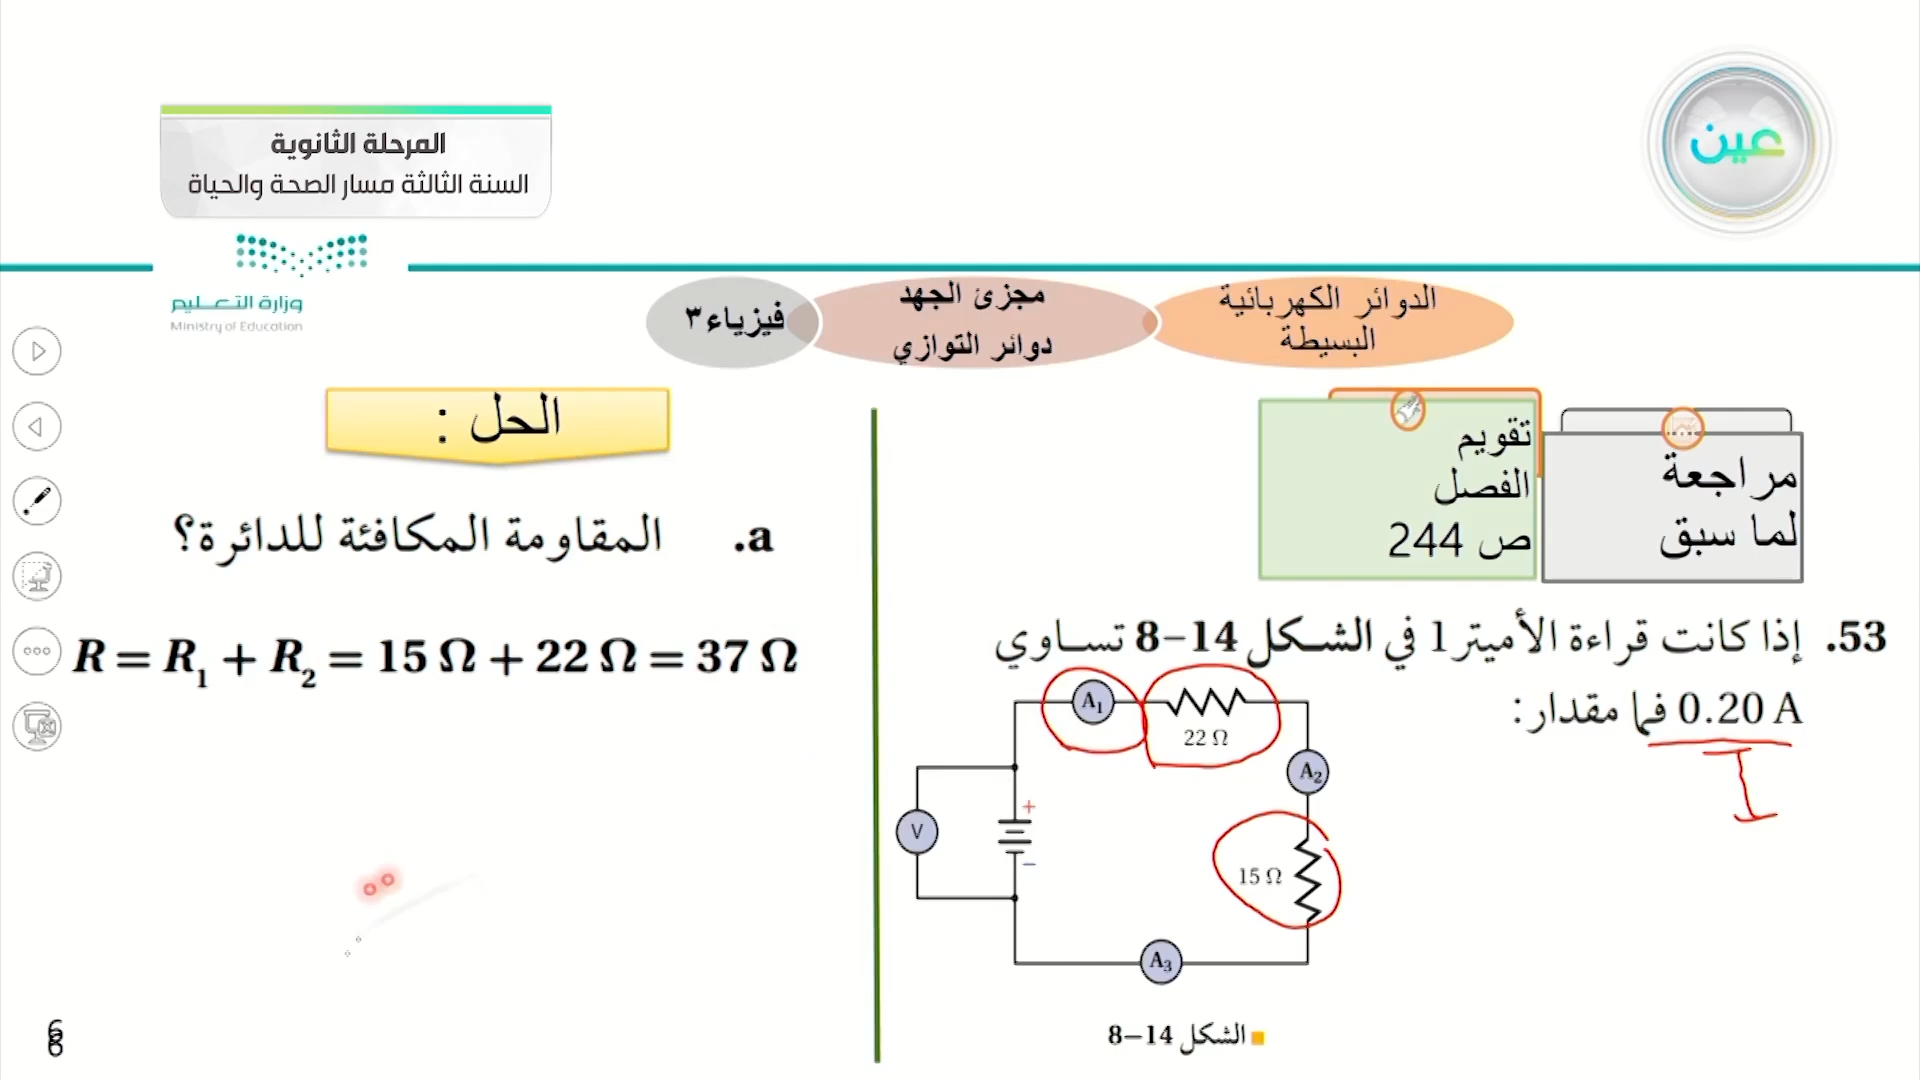 المرحلة الثانوية
السنة الثالثة مسار الصحة والحياة
عين
وزارة التعليم
Ministry of Education
الدوائر الكهربائية
البسيطة
مجزئ الجهد
دوائر التوازي
فيزياء ٣
مراجعة
لما سبق
تقويم
الفصل
ص 244
53. إذا كانت قراءة الأميتر 1 في الشكل 14–8 تساوي
0.20 A فما مقدار:
I
A1
22 Ω
A2
V
+
−
15 Ω
A3
الشكل 14–8
الحل :
a. المقاومة المكافئة للدائرة؟
R = R1 + R2 = 15 Ω + 22 Ω = 37 Ω